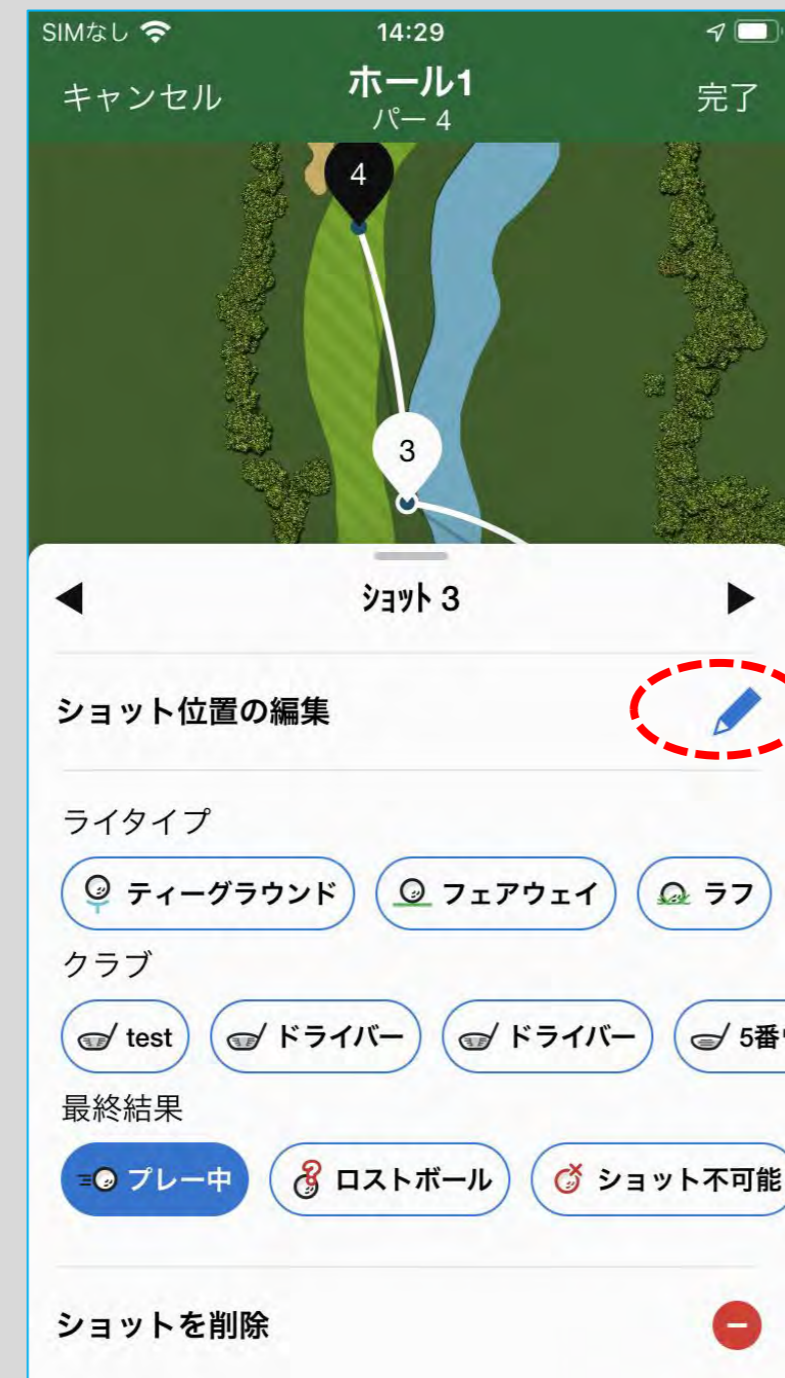 SIMなし 14:29
キャンセル ホール1 完了
パー 4
4
3
ショット 3
ショット位置の編集
ライタイプ
ティーグラウンド フェアウェイ ラフ
クラブ
test ドライバー ドライバー 5番
最終結果
プレー中 ロストボール ショット不可能
ショットを削除